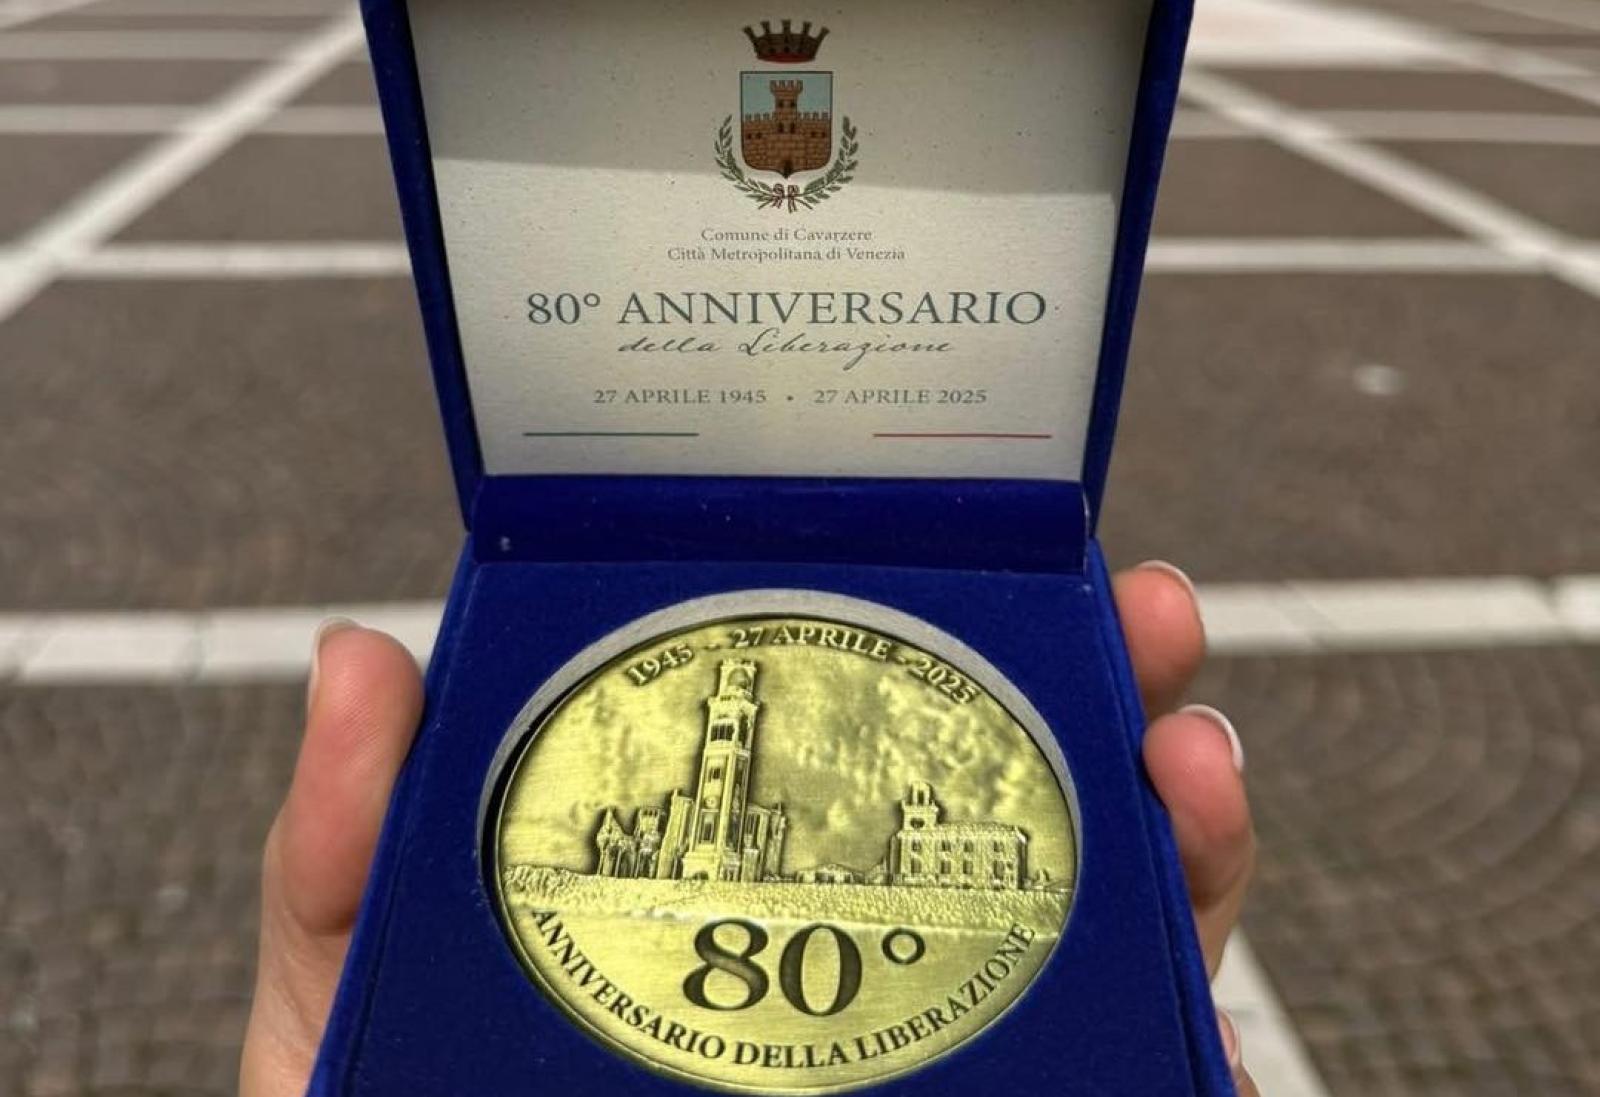 Comune di Cavarzere
Città Metropolitana di Venezia
80° ANNIVERSARIO
della Liberazione
27 APRILE 1945 • 27 APRILE 2025
1945 - 27 APRILE - 2025
80°
ANNIVERSARIO DELLA LIBERAZIONE